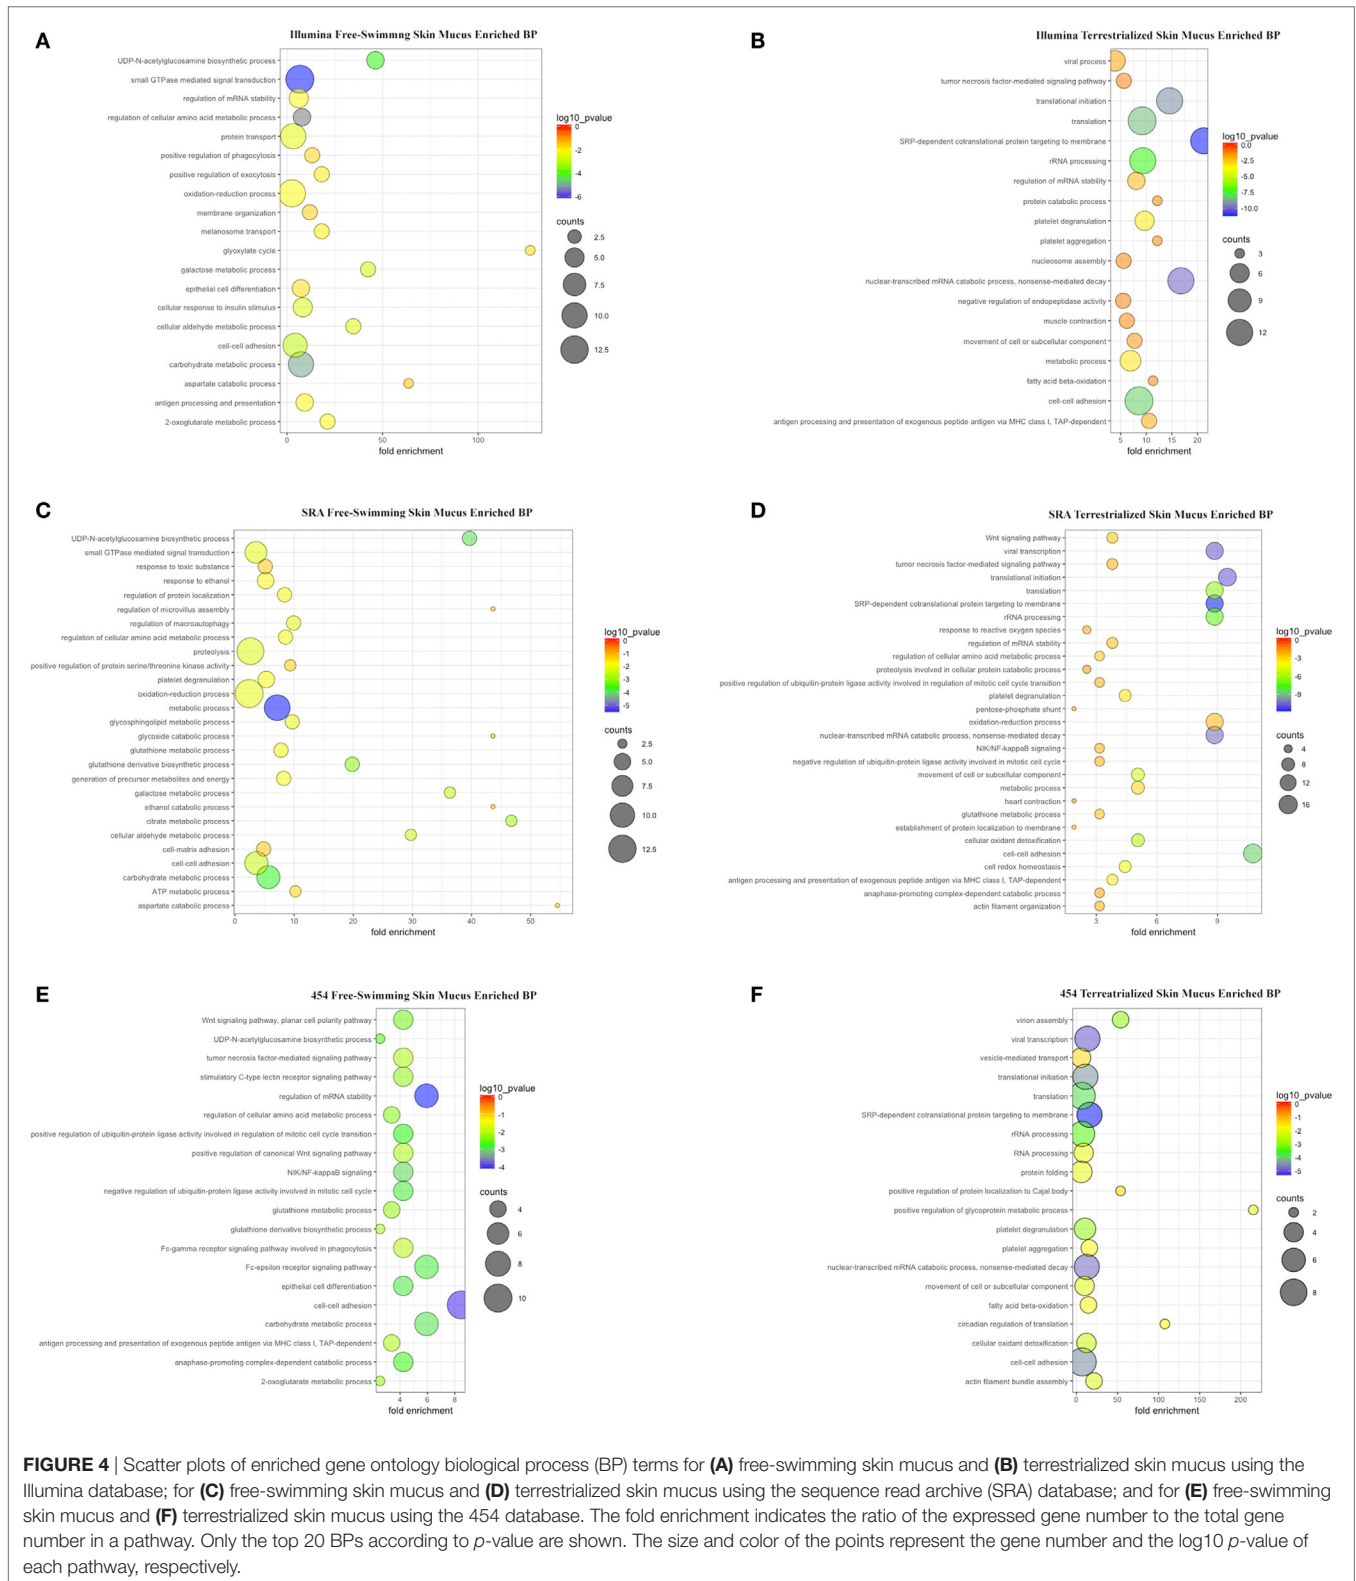 A
Illumina Free-Swimmng Skin Mucus Enriched BP
UDP-N-acetylglucosamine biosynthetic process
small GTPase mediated signal transduction
regulation of mRNA stability
regulation of cellular amino acid metabolic process
protein transport
positive regulation of phagocytosis
positive regulation of exocytosis
oxidation-reduction process
membrane organization
melanosome transport
glyoxylate cycle
galactose metabolic process
epithelial cell differentiation
cellular response to insulin stimulus
cellular aldehyde metabolic process
cell-cell adhesion
carbohydrate metabolic process
aspartate catabolic process
antigen processing and presentation
2-oxoglutarate metabolic process
0 50 100
fold enrichment
log10_pvalue
0
-2
-4
-6
counts
2.5
5.0
7.5
10.0
12.5
B
Illumina Terrestrialized Skin Mucus Enriched BP
viral process
tumor necrosis factor-mediated signaling pathway
translational initiation
translation
SRP-dependent cotranslational protein targeting to membrane
rRNA processing
regulation of mRNA stability
protein catabolic process
platelet degranulation
platelet aggregation
nucleosome assembly
nuclear-transcribed mRNA catabolic process, nonsense-mediated decay
negative regulation of endopeptidase activity
muscle contraction
movement of cell or subcellular component
metabolic process
fatty acid beta-oxidation
cell-cell adhesion
antigen processing and presentation of exogenous peptide antigen via MHC class I, TAP-dependent
5 10 15 20
fold enrichment
log10_pvalue
0.0
-2.5
-5.0
-7.5
-10.0
counts
3
6
9
12
C
SRA Free-Swimming Skin Mucus Enriched BP
UDP-N-acetylglucosamine biosynthetic process
small GTPase mediated signal transduction
response to toxic substance
response to ethanol
regulation of protein localization
regulation of microvillus assembly
regulation of macroautophagy
regulation of cellular amino acid metabolic process
proteolysis
positive regulation of protein serine/threonine kinase activity
platelet degranulation
oxidation-reduction process
metabolic process
glycosphingolipid metabolic process
glycoside catabolic process
glutathione metabolic process
glutathione derivative biosynthetic process
generation of precursor metabolites and energy
galactose metabolic process
ethanol catabolic process
citrate metabolic process
cellular aldehyde metabolic process
cell-matrix adhesion
cell-cell adhesion
carbohydrate metabolic process
ATP metabolic process
aspartate catabolic process
0 10 20 30 40 50
fold enrichment
log10_pvalue
0
-1
-2
-3
-4
-5
counts
2.5
5.0
7.5
10.0
12.5
D
SRA Terrestrialized Skin Mucus Enriched BP
Wnt signaling pathway
viral transcription
tumor necrosis factor-mediated signaling pathway
translational initiation
translation
SRP-dependent cotranslational protein targeting to membrane
rRNA processing
response to reactive oxygen species
regulation of mRNA stability
regulation of cellular amino acid metabolic process
proteolysis involved in cellular protein catabolic process
positive regulation of ubiquitin-protein ligase activity involved in regulation of mitotic cell cycle transition
platelet degranulation
pentose-phosphate shunt
oxidation-reduction process
nuclear-transcribed mRNA catabolic process, nonsense-mediated decay
NIK/NF-kappaB signaling
negative regulation of ubiquitin-protein ligase activity involved in mitotic cell cycle
movement of cell or subcellular component
metabolic process
heart contraction
glutathione metabolic process
establishment of protein localization to membrane
cellular oxidant detoxification
cell-cell adhesion
cell redox homeostasis
antigen processing and presentation of exogenous peptide antigen via MHC class I, TAP-dependent
anaphase-promoting complex-dependent catabolic process
actin filament organization
3 6 9
fold enrichment
log10_pvalue
0
-3
-6
-9
counts
4
8
12
16
E
454 Free-Swimming Skin Mucus Enriched BP
Wnt signaling pathway, planar cell polarity pathway
UDP-N-acetylglucosamine biosynthetic process
tumor necrosis factor-mediated signaling pathway
stimulatory C-type lectin receptor signaling pathway
regulation of mRNA stability
regulation of cellular amino acid metabolic process
positive regulation of ubiquitin-protein ligase activity involved in regulation of mitotic cell cycle transition
positive regulation of canonical Wnt signaling pathway
NIK/NF-kappaB signaling
negative regulation of ubiquitin-protein ligase activity involved in mitotic cell cycle
glutathione metabolic process
glutathione derivative biosynthetic process
Fc-gamma receptor signaling pathway involved in phagocytosis
Fc-epsilon receptor signaling pathway
epithelial cell differentiation
cell-cell adhesion
carbohydrate metabolic process
antigen processing and presentation of exogenous peptide antigen via MHC class I, TAP-dependent
anaphase-promoting complex-dependent catabolic process
2-oxoglutarate metabolic process
4 6 8
fold enrichment
log10_pvalue
0
-1
-2
-3
-4
counts
4
6
8
10
F
454 Terreatrialized Skin Mucus Enriched BP
virion assembly
viral transcription
vesicle-mediated transport
translational initiation
translation
SRP-dependent cotranslational protein targeting to membrane
rRNA processing
RNA processing
protein folding
positive regulation of protein localization to Cajal body
positive regulation of glycoprotein metabolic process
platelet degranulation
platelet aggregation
nuclear-transcribed mRNA catabolic process, nonsense-mediated decay
movement of cell or subcellular component
fatty acid beta-oxidation
circadian regulation of translation
cellular oxidant detoxification
cell-cell adhesion
actin filament bundle assembly
0 50 100 150 200
fold enrichment
log10_pvalue
0
-1
-2
-3
-4
-5
counts
2
4
6
8
FIGURE 4 | Scatter plots of enriched gene ontology biological process (BP) terms for (A) free-swimming skin mucus and (B) terrestrialized skin mucus using the
Illumina database; for (C) free-swimming skin mucus and (D) terrestrialized skin mucus using the sequence read archive (SRA) database; and for (E) free-swimming
skin mucus and (F) terrestrialized skin mucus using the 454 database. The fold enrichment indicates the ratio of the expressed gene number to the total gene
number in a pathway. Only the top 20 BPs according to p-value are shown. The size and color of the points represent the gene number and the log10 p-value of
each pathway, respectively.